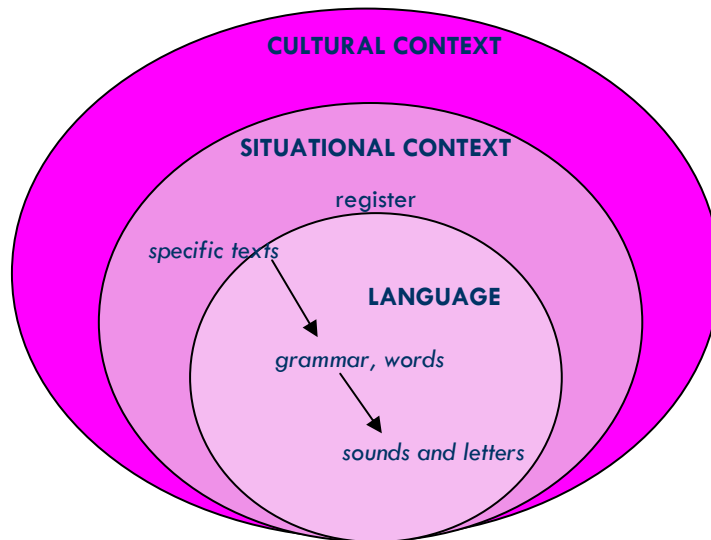 CULTURAL CONTEXT
SITUATIONAL CONTEXT
register
specific texts
LANGUAGE
grammar, words
sounds and letters